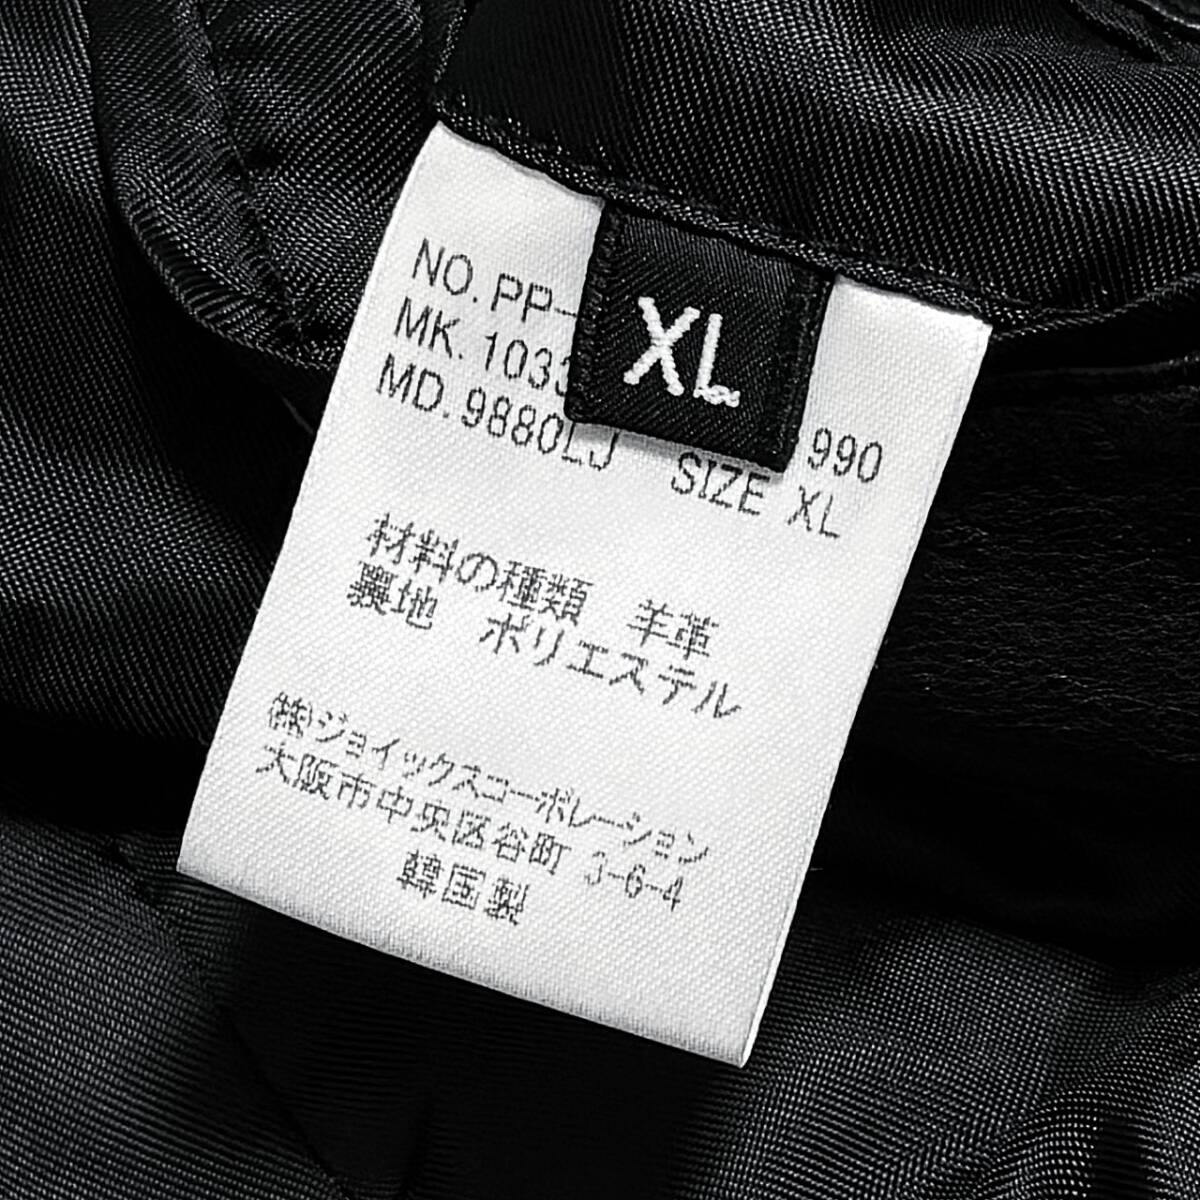 XL
NO. PP-
MK. 103 990
MD. 9880LJ SIZE XL
材料の種類 羊革
裏地 ポリエステル
(株)ジョイックスコーポレーション
大阪市中央区谷町 3-6-4
韓国製